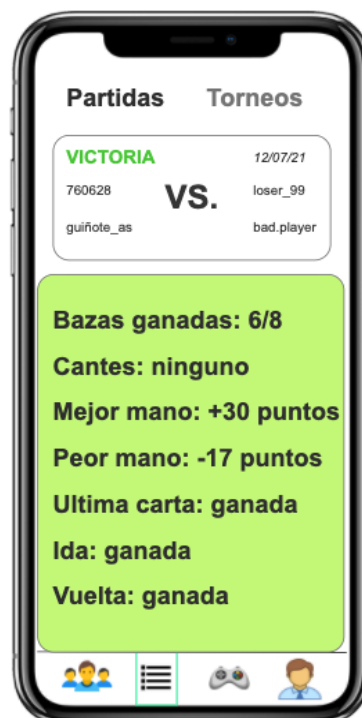 Partidas Torneos
VICTORIA 12/07/21
760628 VS. loser_99
guiñote_as bad.player
Bazas ganadas: 6/8
Cantes: ninguno
Mejor mano: +30 puntos
Peor mano: -17 puntos
Ultima carta: ganada
Ida: ganada
Vuelta: ganada